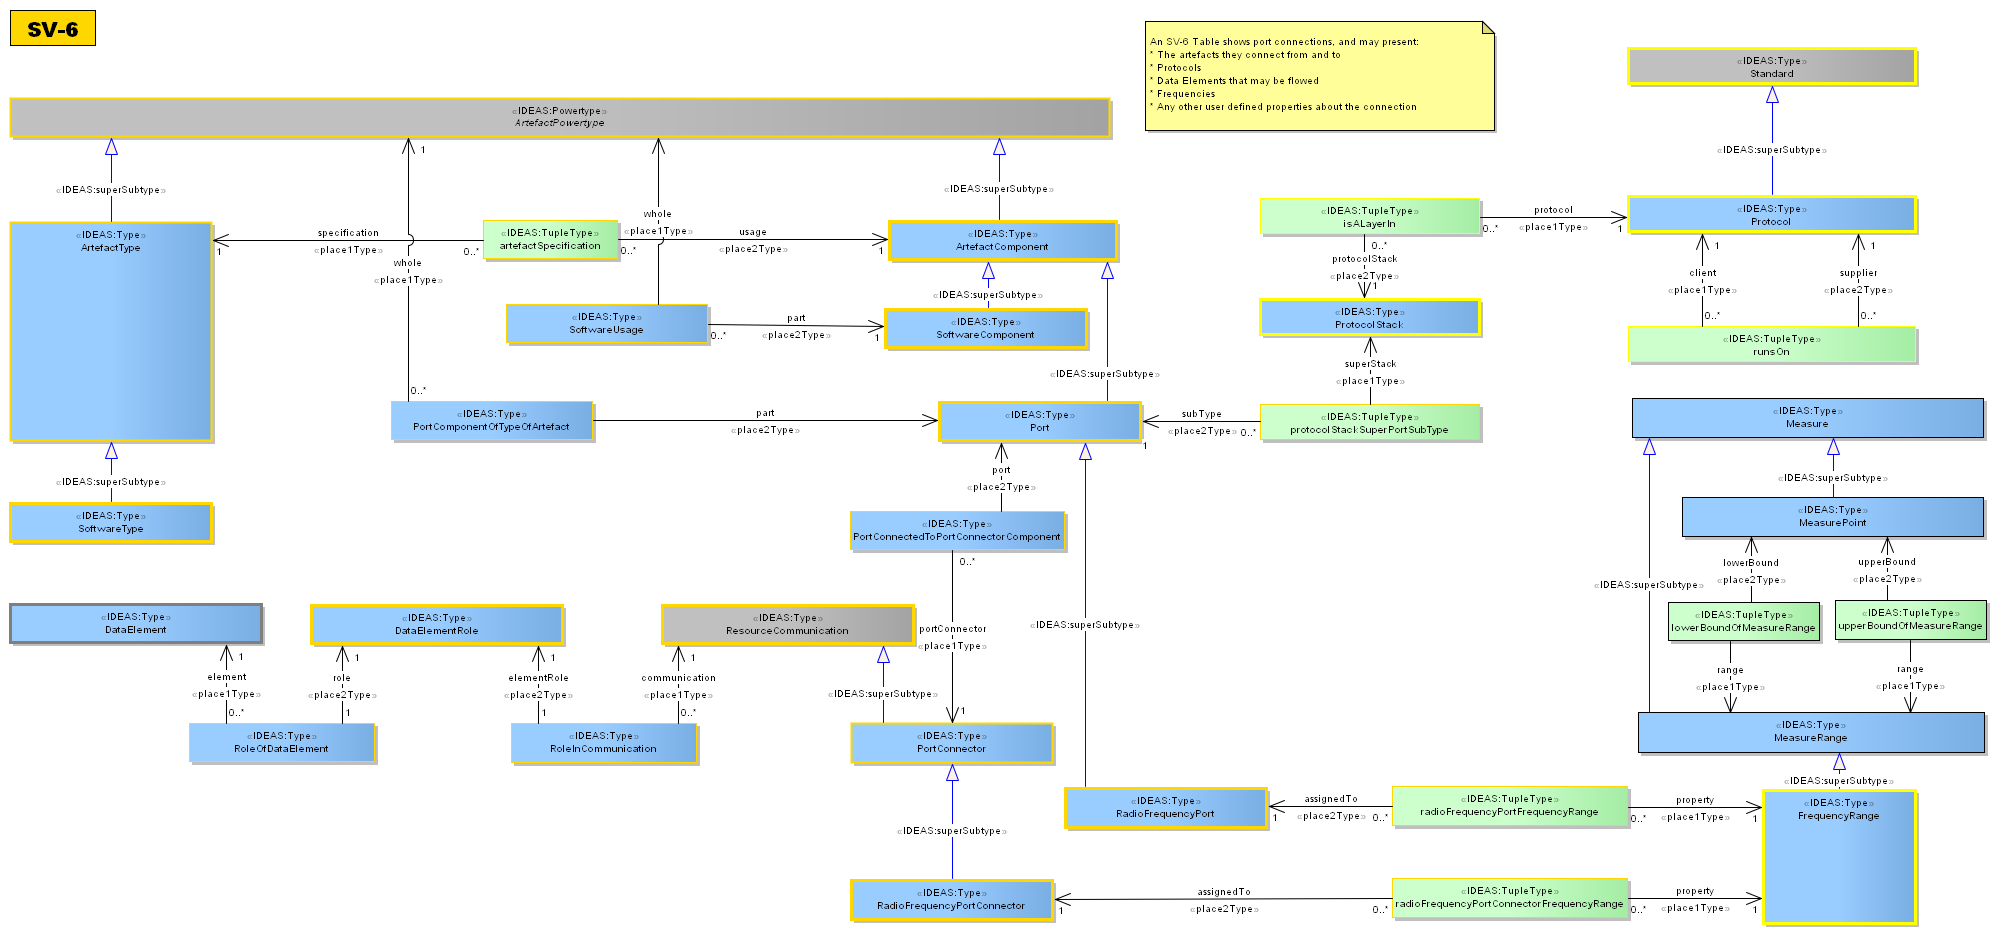 SV-6
An SV-6 Table shows port connections, and may present:
* The artefacts they connect from and to
* Protocols
* Data Elements that may be flowed
* Frequencies
* Any other user defined properties about the connection
«IDEAS:Type»
Standard
«IDEAS:Powertype»
ArtefactPowertype
1
«IDEAS:superSubtype»
«IDEAS:superSubtype»
«IDEAS:superSubtype»
«IDEAS:Type»
ArtefactType
specification
«place1Type»
1
0..*
«IDEAS:TupleType»
artefactSpecification
whole
«place1Type»
0..*
usage
«place2Type»
1
«IDEAS:Type»
ArtefactComponent
whole
«place1Type»
0..*
«IDEAS:TupleType»
isALayerIn
protocol
«place1Type»
0..*
1
«IDEAS:Type»
Protocol
0..*
protocolStack
«place2Type»
1
1
client
«place1Type»
0..*
1
supplier
«place2Type»
0..*
«IDEAS:superSubtype»
«IDEAS:Type»
SoftwareUsage
part
«place2Type»
0..*
1
«IDEAS:Type»
SoftwareComponent
«IDEAS:Type»
ProtocolStack
«IDEAS:TupleType»
runsOn
superStack
«place1Type»
«IDEAS:superSubtype»
«IDEAS:Type»
PortComponentOfTypeOfArtefact
part
«place2Type»
«IDEAS:Type»
Port
1
subType
«place2Type»
0..*
«IDEAS:TupleType»
protocolStackSuperPortSubType
«IDEAS:Type»
Measure
«IDEAS:superSubtype»
port
«place2Type»
«IDEAS:superSubtype»
«IDEAS:Type»
SoftwareType
«IDEAS:Type»
PortConnectedToPortConnectorComponent
0..*
«IDEAS:Type»
MeasurePoint
lowerBound
«place2Type»
upperBound
«place2Type»
«IDEAS:superSubtype»
«IDEAS:Type»
DataElement
«IDEAS:Type»
DataElementRole
«IDEAS:Type»
ResourceCommunication
portConnector
«place1Type»
«IDEAS:superSubtype»
«IDEAS:TupleType»
lowerBoundOfMeasureRange
«IDEAS:TupleType»
upperBoundOfMeasureRange
1
element
«place1Type»
0..*
1
role
«place2Type»
1
1
elementRole
«place2Type»
1
1
communication
«place1Type»
0..*
«IDEAS:superSubtype»
1
range
«place1Type»
range
«place1Type»
«IDEAS:Type»
RoleOfDataElement
«IDEAS:Type»
RoleInCommunication
«IDEAS:Type»
PortConnector
«IDEAS:Type»
MeasureRange
«IDEAS:superSubtype»
«IDEAS:superSubtype»
«IDEAS:Type»
RadioFrequencyPort
assignedTo
«place2Type»
1
0..*
«IDEAS:TupleType»
radioFrequencyPortFrequencyRange
property
«place1Type»
0..*
1
«IDEAS:Type»
FrequencyRange
«IDEAS:Type»
RadioFrequencyPortConnector
assignedTo
«place2Type»
1
0..*
«IDEAS:TupleType»
radioFrequencyPortConnectorFrequencyRange
property
«place1Type»
0..*
1